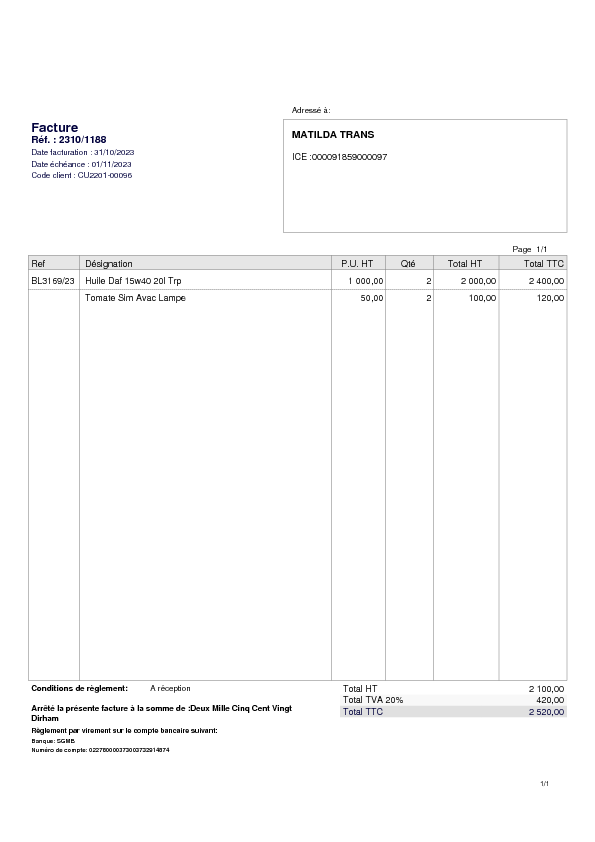 Adressé à:
Facture
Réf. : 2310/1188
Date facturation : 31/10/2023
Date échéance : 01/11/2023
Code client : CU2201-00096
MATILDA TRANS
ICE :000091859000097
Page 1/1
Ref Désignation P.U. HT Qté Total HT Total TTC
BL3169/23 Huile Daf 15w40 20l Trp 1 000,00 2 2 000,00 2 400,00
Tomate Sim Avac Lampe 50,00 2 100,00 120,00
Conditions de règlement: A réception
Total HT 2 100,00
Total TVA 20% 420,00
Total TTC 2 520,00
Arrêté la présente facture à la somme de :Deux Mille Cinq Cent Vingt
Dirham
Règlement par virement sur le compte bancaire suivant:
Banque: SGMB
Numéro de compte:
1/1